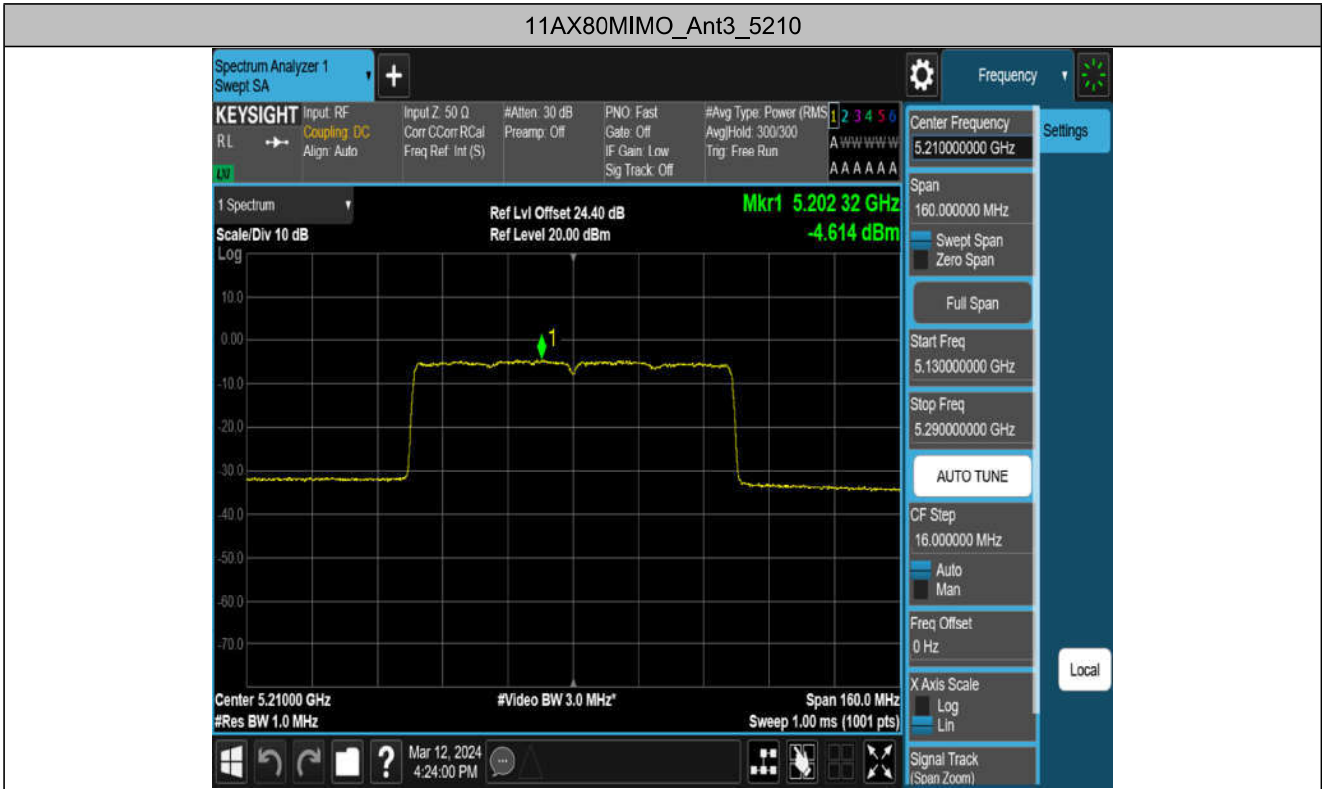 11AX80MIMO_Ant3_5210
Spectrum Analyzer 1
Swept SA
+
Frequency
KEYSIGHT
RL
LXI
Input: RF
Coupling: DC
Align: Auto
Input Z: 50 Ω
Corr CCorr RCal
Freq Ref: Int (S)
#Atten: 30 dB
Preamp: Off
PNO: Fast
Gate: Off
IF Gain: Low
Sig Track: Off
#Avg Type: Power (RMS
Avg|Hold: 300/300
Trig: Free Run
1 2 3 4 5 6
A W W W W W
A A A A A A
Center Frequency
5.210000000 GHz
Settings
1 Spectrum
Scale/Div 10 dB
Log
Ref Lvl Offset 24.40 dB
Ref Level 20.00 dBm
Mkr1 5.202 32 GHz
-4.614 dBm
10.0
0.00
-10.0
-20.0
-30.0
-40.0
-50.0
-60.0
-70.0
1
Center 5.21000 GHz
#Res BW 1.0 MHz
#Video BW 3.0 MHz*
Span 160.0 MHz
Sweep 1.00 ms (1001 pts)
Span
160.000000 MHz
Swept Span
Zero Span
Full Span
Start Freq
5.130000000 GHz
Stop Freq
5.290000000 GHz
AUTO TUNE
CF Step
16.000000 MHz
Auto
Man
Freq Offset
0 Hz
X Axis Scale
Log
Lin
Signal Track
(Span Zoom)
Local
?
Mar 12, 2024
4:24:00 PM